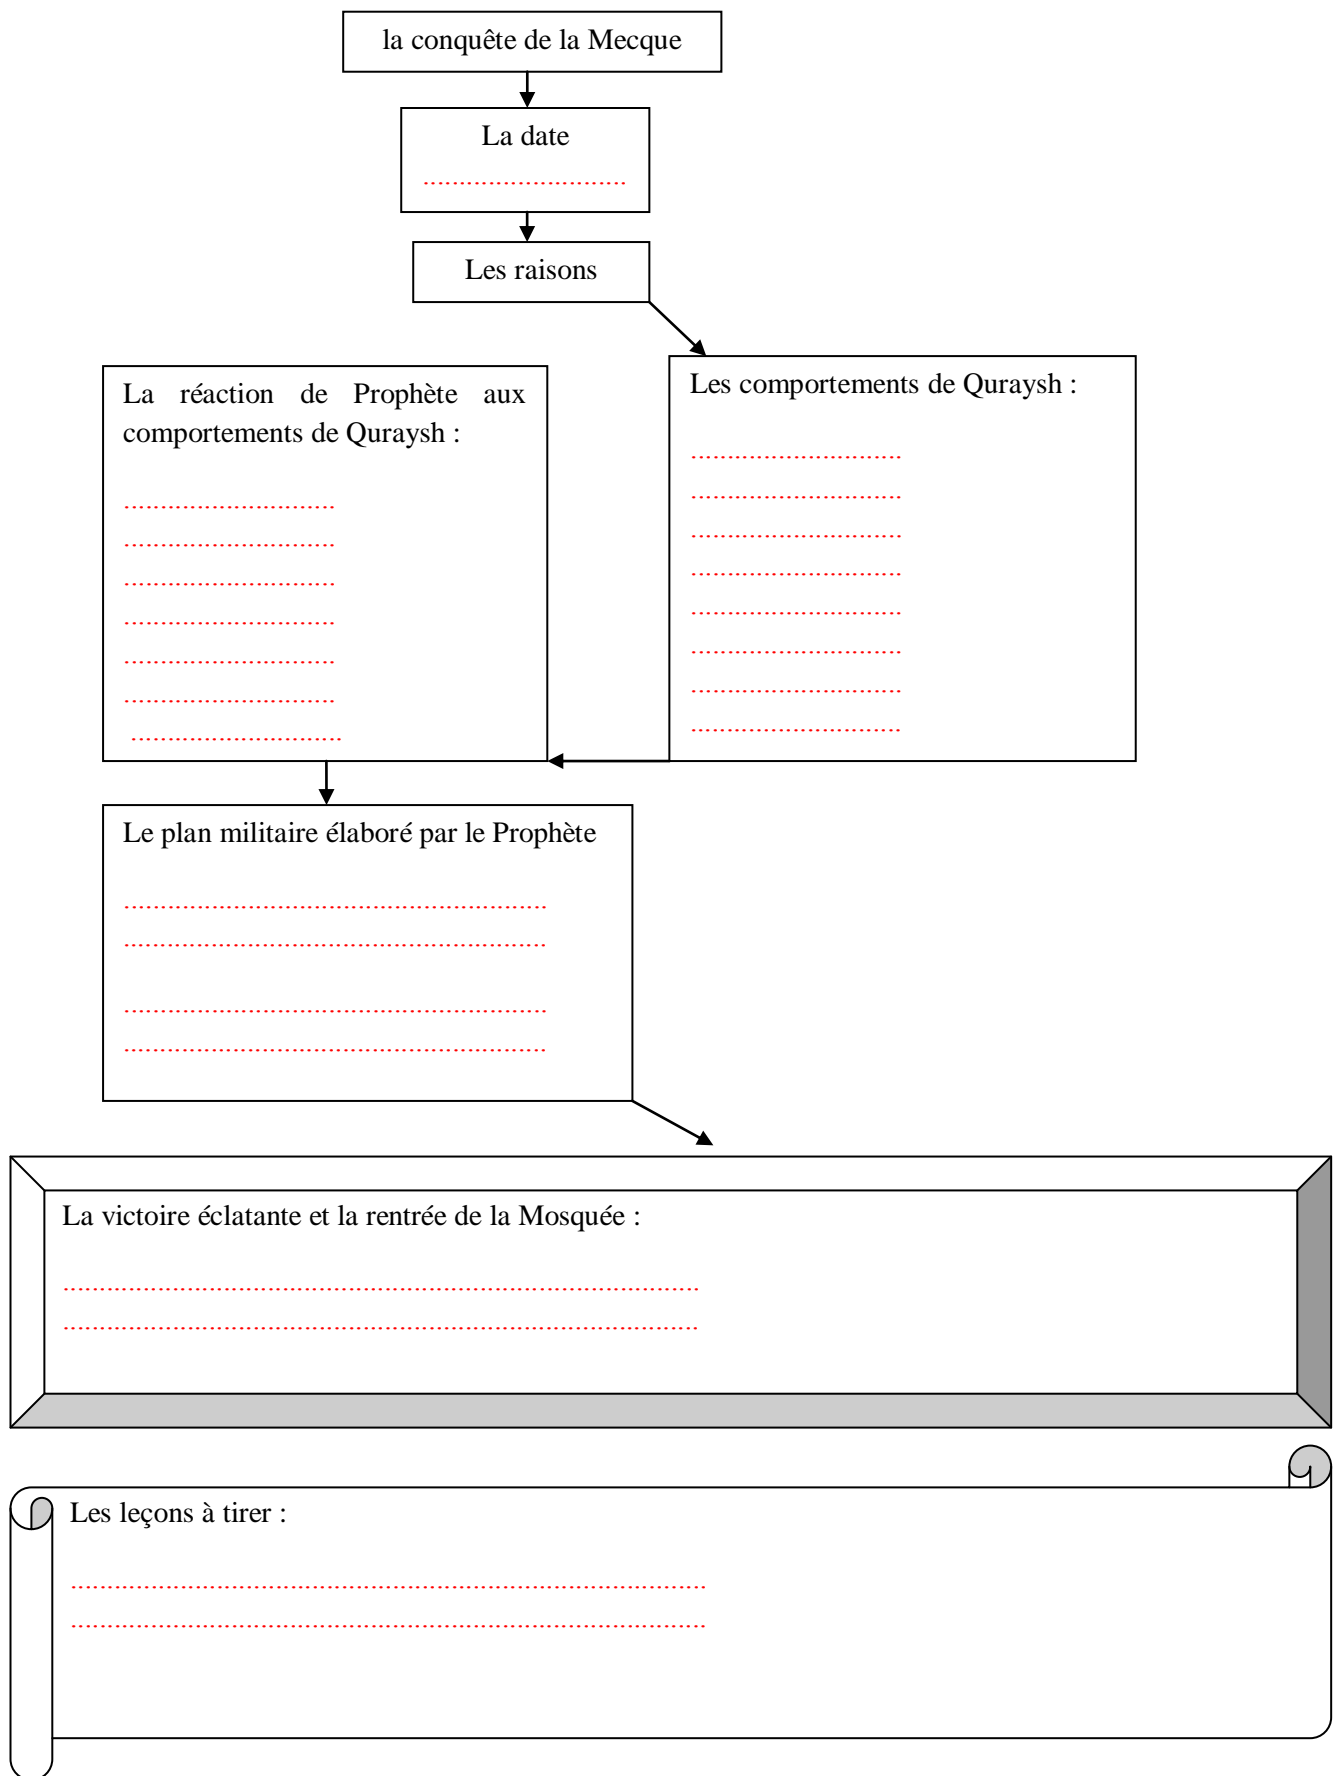 la conquête de la Mecque
La date
............................
Les raisons
Les comportements de Quraysh :
.............................
.............................
.............................
.............................
.............................
.............................
.............................
.............................
La réaction de Prophète aux
comportements de Quraysh :
.............................
.............................
.............................
.............................
.............................
.............................
.............................
Le plan militaire élaboré par le Prophète
..........................................................
..........................................................
..........................................................
..........................................................
La victoire éclatante et la rentrée de la Mosquée :
.......................................................................................
.......................................................................................
Les leçons à tirer :
.......................................................................................
.......................................................................................